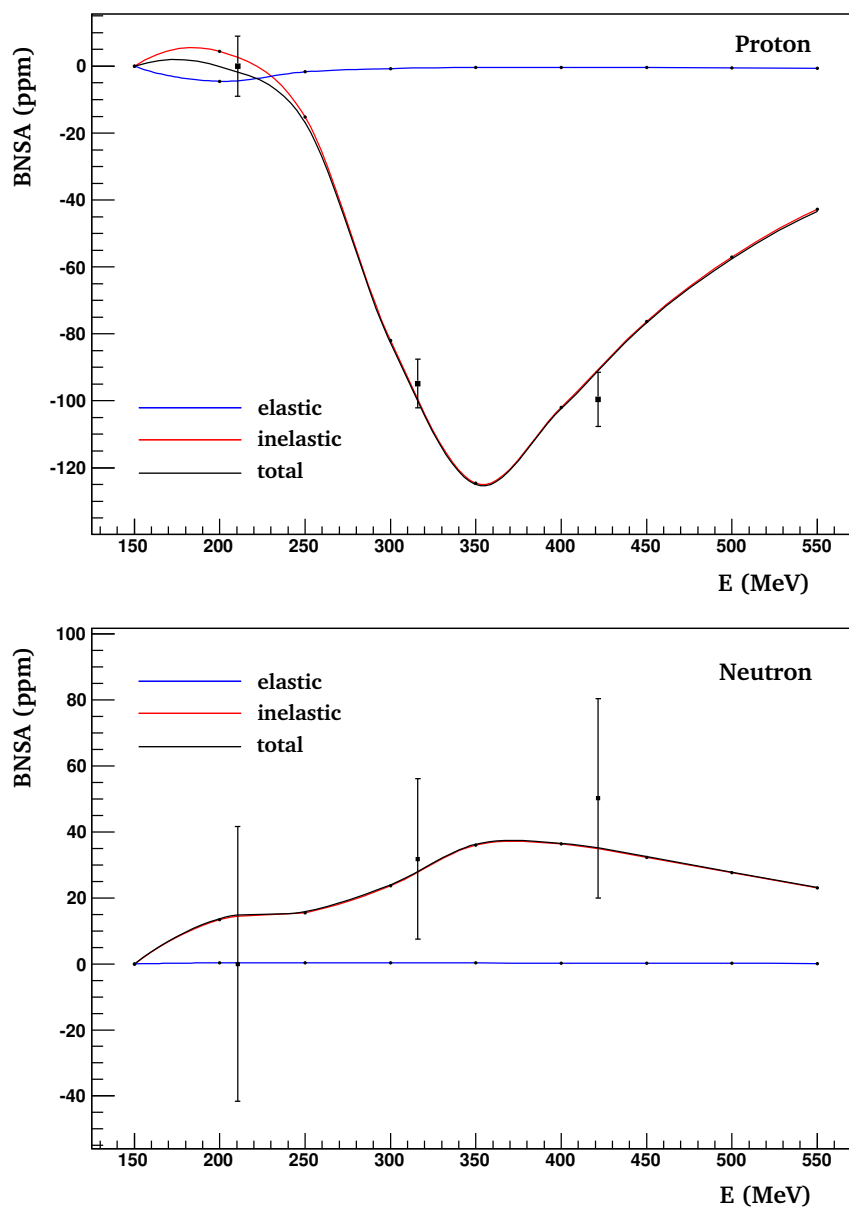 Proton
BNSA (ppm)
0
-20
-40
-60
-80
-100
-120
elastic
inelastic
total
150 200 250 300 350 400 450 500 550
E (MeV)
Neutron
BNSA (ppm)
100
80
60
40
20
0
-20
-40
elastic
inelastic
total
150 200 250 300 350 400 450 500 550
E (MeV)